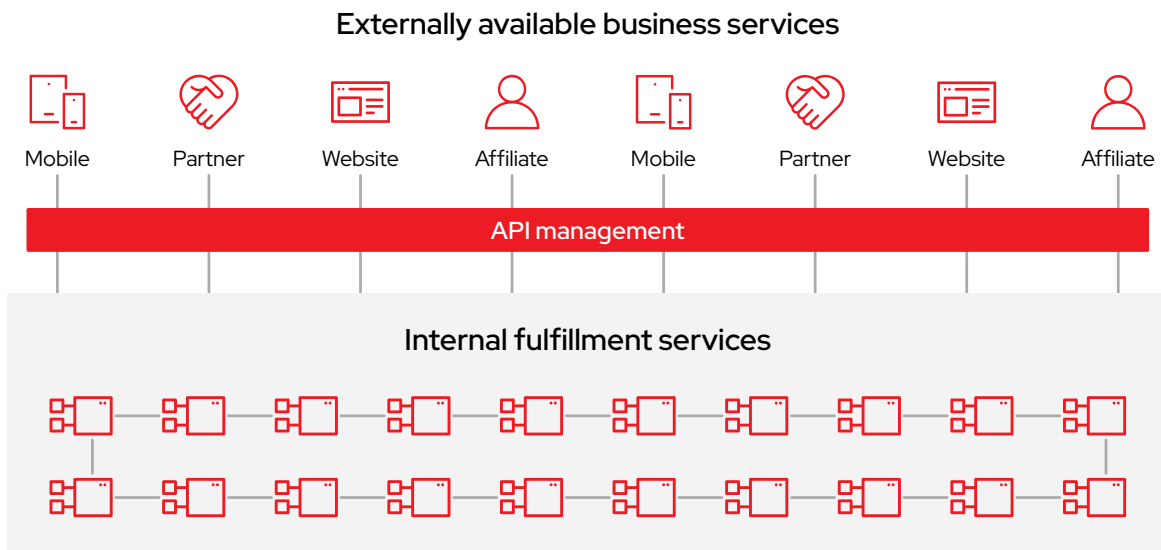 Externally available business services
Mobile Partner Website Affiliate Mobile Partner Website Affiliate
API management
Internal fulfillment services